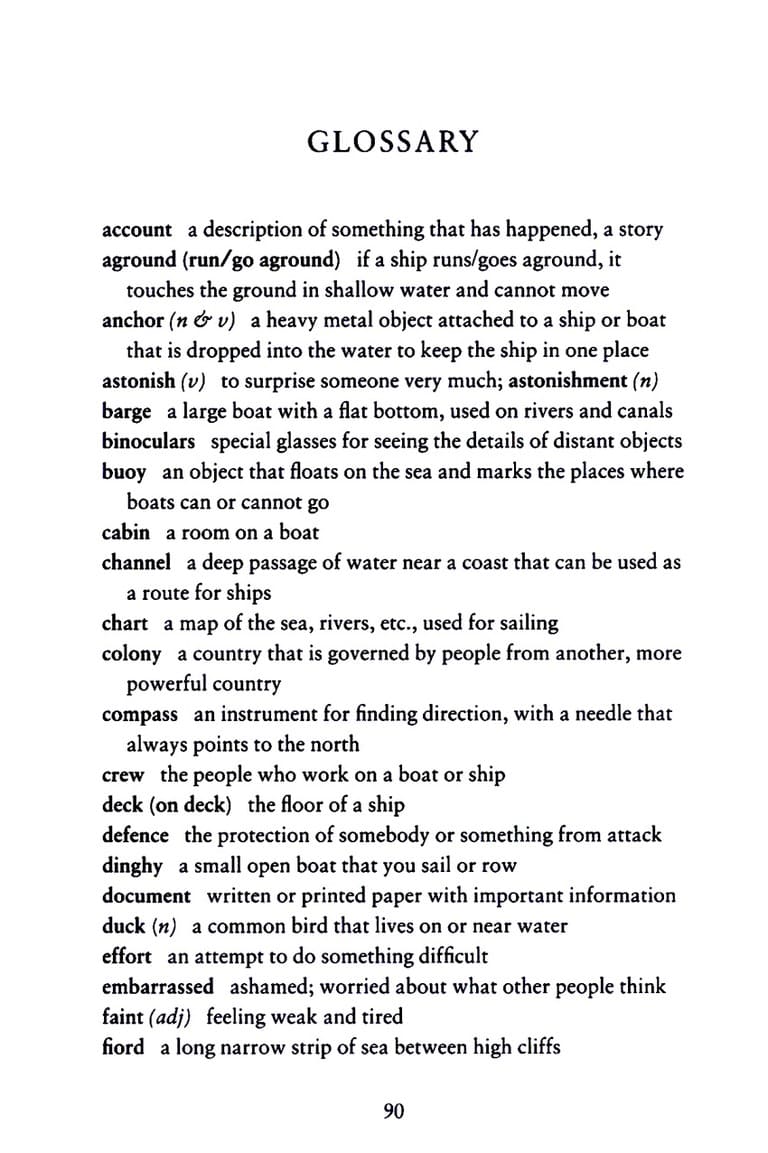 GLOSSARY
account a description of something that has happened, a story
aground (run/go aground) if a ship runs/goes aground, it
touches the ground in shallow water and cannot move
anchor (n & v) a heavy metal object attached to a ship or boat
that is dropped into the water to keep the ship in one place
astonish (v) to surprise someone very much; astonishment (n)
barge a large boat with a flat bottom, used on rivers and canals
binoculars special glasses for seeing the details of distant objects
buoy an object that floats on the sea and marks the places where
boats can or cannot go
cabin a room on a boat
channel a deep passage of water near a coast that can be used as
a route for ships
chart a map of the sea, rivers, etc., used for sailing
colony a country that is governed by people from another, more
powerful country
compass an instrument for finding direction, with a needle that
always points to the north
crew the people who work on a boat or ship
deck (on deck) the floor of a ship
defence the protection of somebody or something from attack
dinghy a small open boat that you sail or row
document written or printed paper with important information
duck (n) a common bird that lives on or near water
effort an attempt to do something difficult
embarrassed ashamed; worried about what other people think
faint (adj) feeling weak and tired
fiord a long narrow strip of sea between high cliffs
90